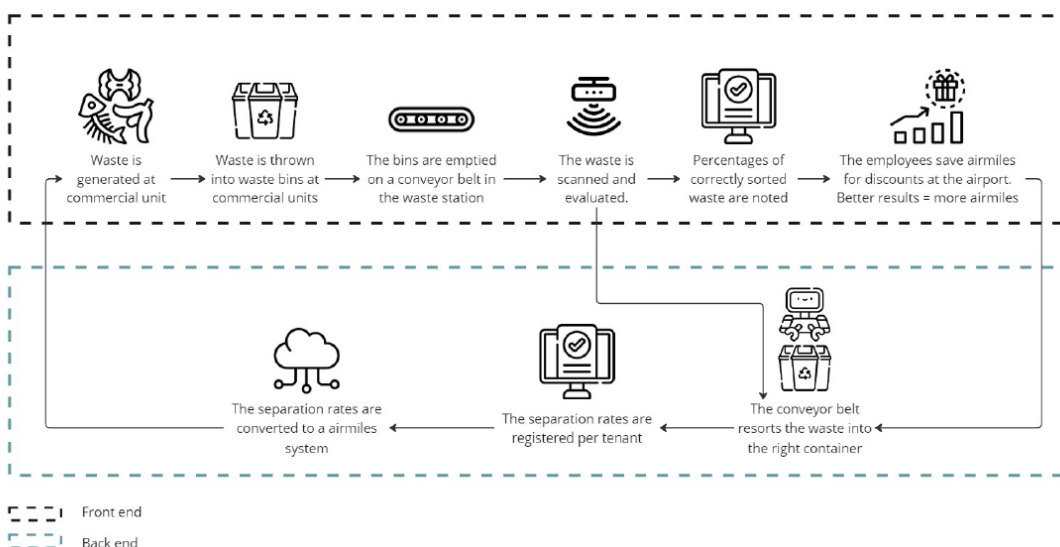 Waste is
generated at
commercial unit
Waste is thrown
into waste bins at
commercial units
The bins are emptied
on a conveyor belt in
the waste station
The waste is
scanned and
evaluated.
Percentages of
correctly sorted
waste are noted
The employees save airmiles
for discounts at the airport.
Better results = more airmiles
The separation rates are
converted to a airmiles
system
The separation rates are
registered per tenant
The conveyor belt
resorts the waste into
the right container
Front end
Back end